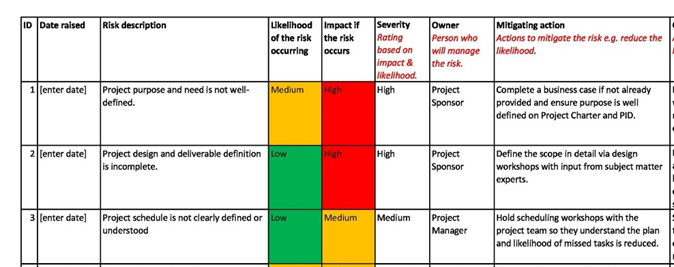 ID Date raised Risk description Likelihood of the risk occurring Impact if the risk occurs Severity Rating based on impact & likelihood. Owner Person who will manage the risk. Mitigating action Actions to mitigate the risk e.g. reduce the likelihood.
1 [enter date] Project purpose and need is not well- Medium High High Project Complete a business case if not already
defined. Sponsor provided and ensure purpose is well
defined on Project Charter and PID.
2 [enter date] Project design and deliverable definition Low High High Project Define the scope in detail via design
is incomplete. Sponsor workshops with input from subject matter
experts.
3 [enter date] Project schedule is not clearly defined or Low Medium Medium Project Hold scheduling workshops with the
understood Manager project team so they understand the plan
and likelihood of missed tasks is reduced.